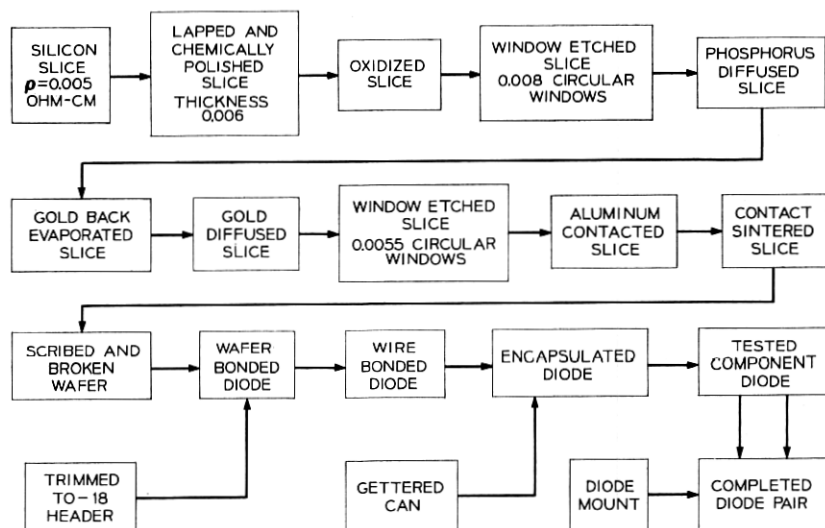 SILICON
SLICE
ρ=0.005
OHM-CM
LAPPED AND
CHEMICALLY
POLISHED
SLICE
THICKNESS
0.006
OXIDIZED
SLICE
WINDOW ETCHED
SLICE
0.008 CIRCULAR
WINDOWS
PHOSPHORUS
DIFFUSED
SLICE
GOLD BACK
EVAPORATED
SLICE
GOLD
DIFFUSED
SLICE
WINDOW ETCHED
SLICE
0.0055 CIRCULAR
WINDOWS
ALUMINUM
CONTACTED
SLICE
CONTACT
SINTERED
SLICE
SCRIBED AND
BROKEN
WAFER
WAFER
BONDED
DIODE
WIRE
BONDED
DIODE
ENCAPSULATED
DIODE
TESTED
COMPONENT
DIODE
TRIMMED
TO-18
HEADER
GETTERED
CAN
DIODE
MOUNT
COMPLETED
DIODE PAIR